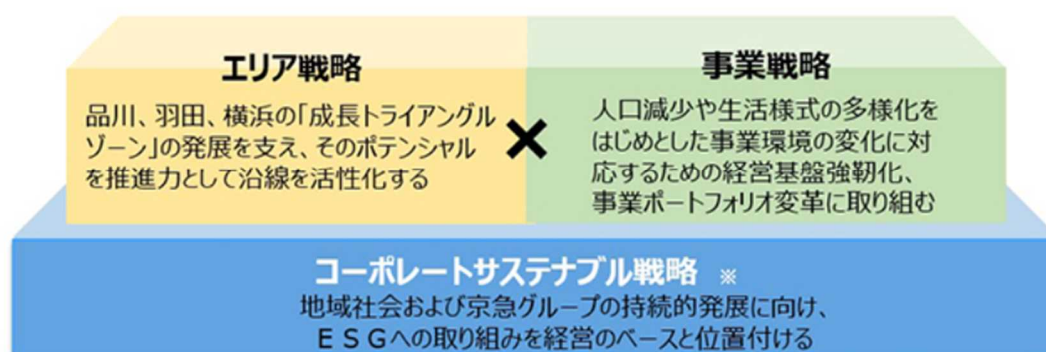 エリア戦略
品川、羽田、横浜の「成長トライアングル
ゾーン」の発展を支え、そのポテンシャル
を推進力として沿線を活性化する
×
事業戦略
人口減少や生活様式の多様化を
はじめとした事業環境の変化に対
応するための経営基盤強靭化、
事業ポートフォリオ変革に取り組む
コーポレートサステナブル戦略 ※
地域社会および京急グループの持続的発展に向け、
ＥＳＧへの取り組みを経営のベースと位置付ける